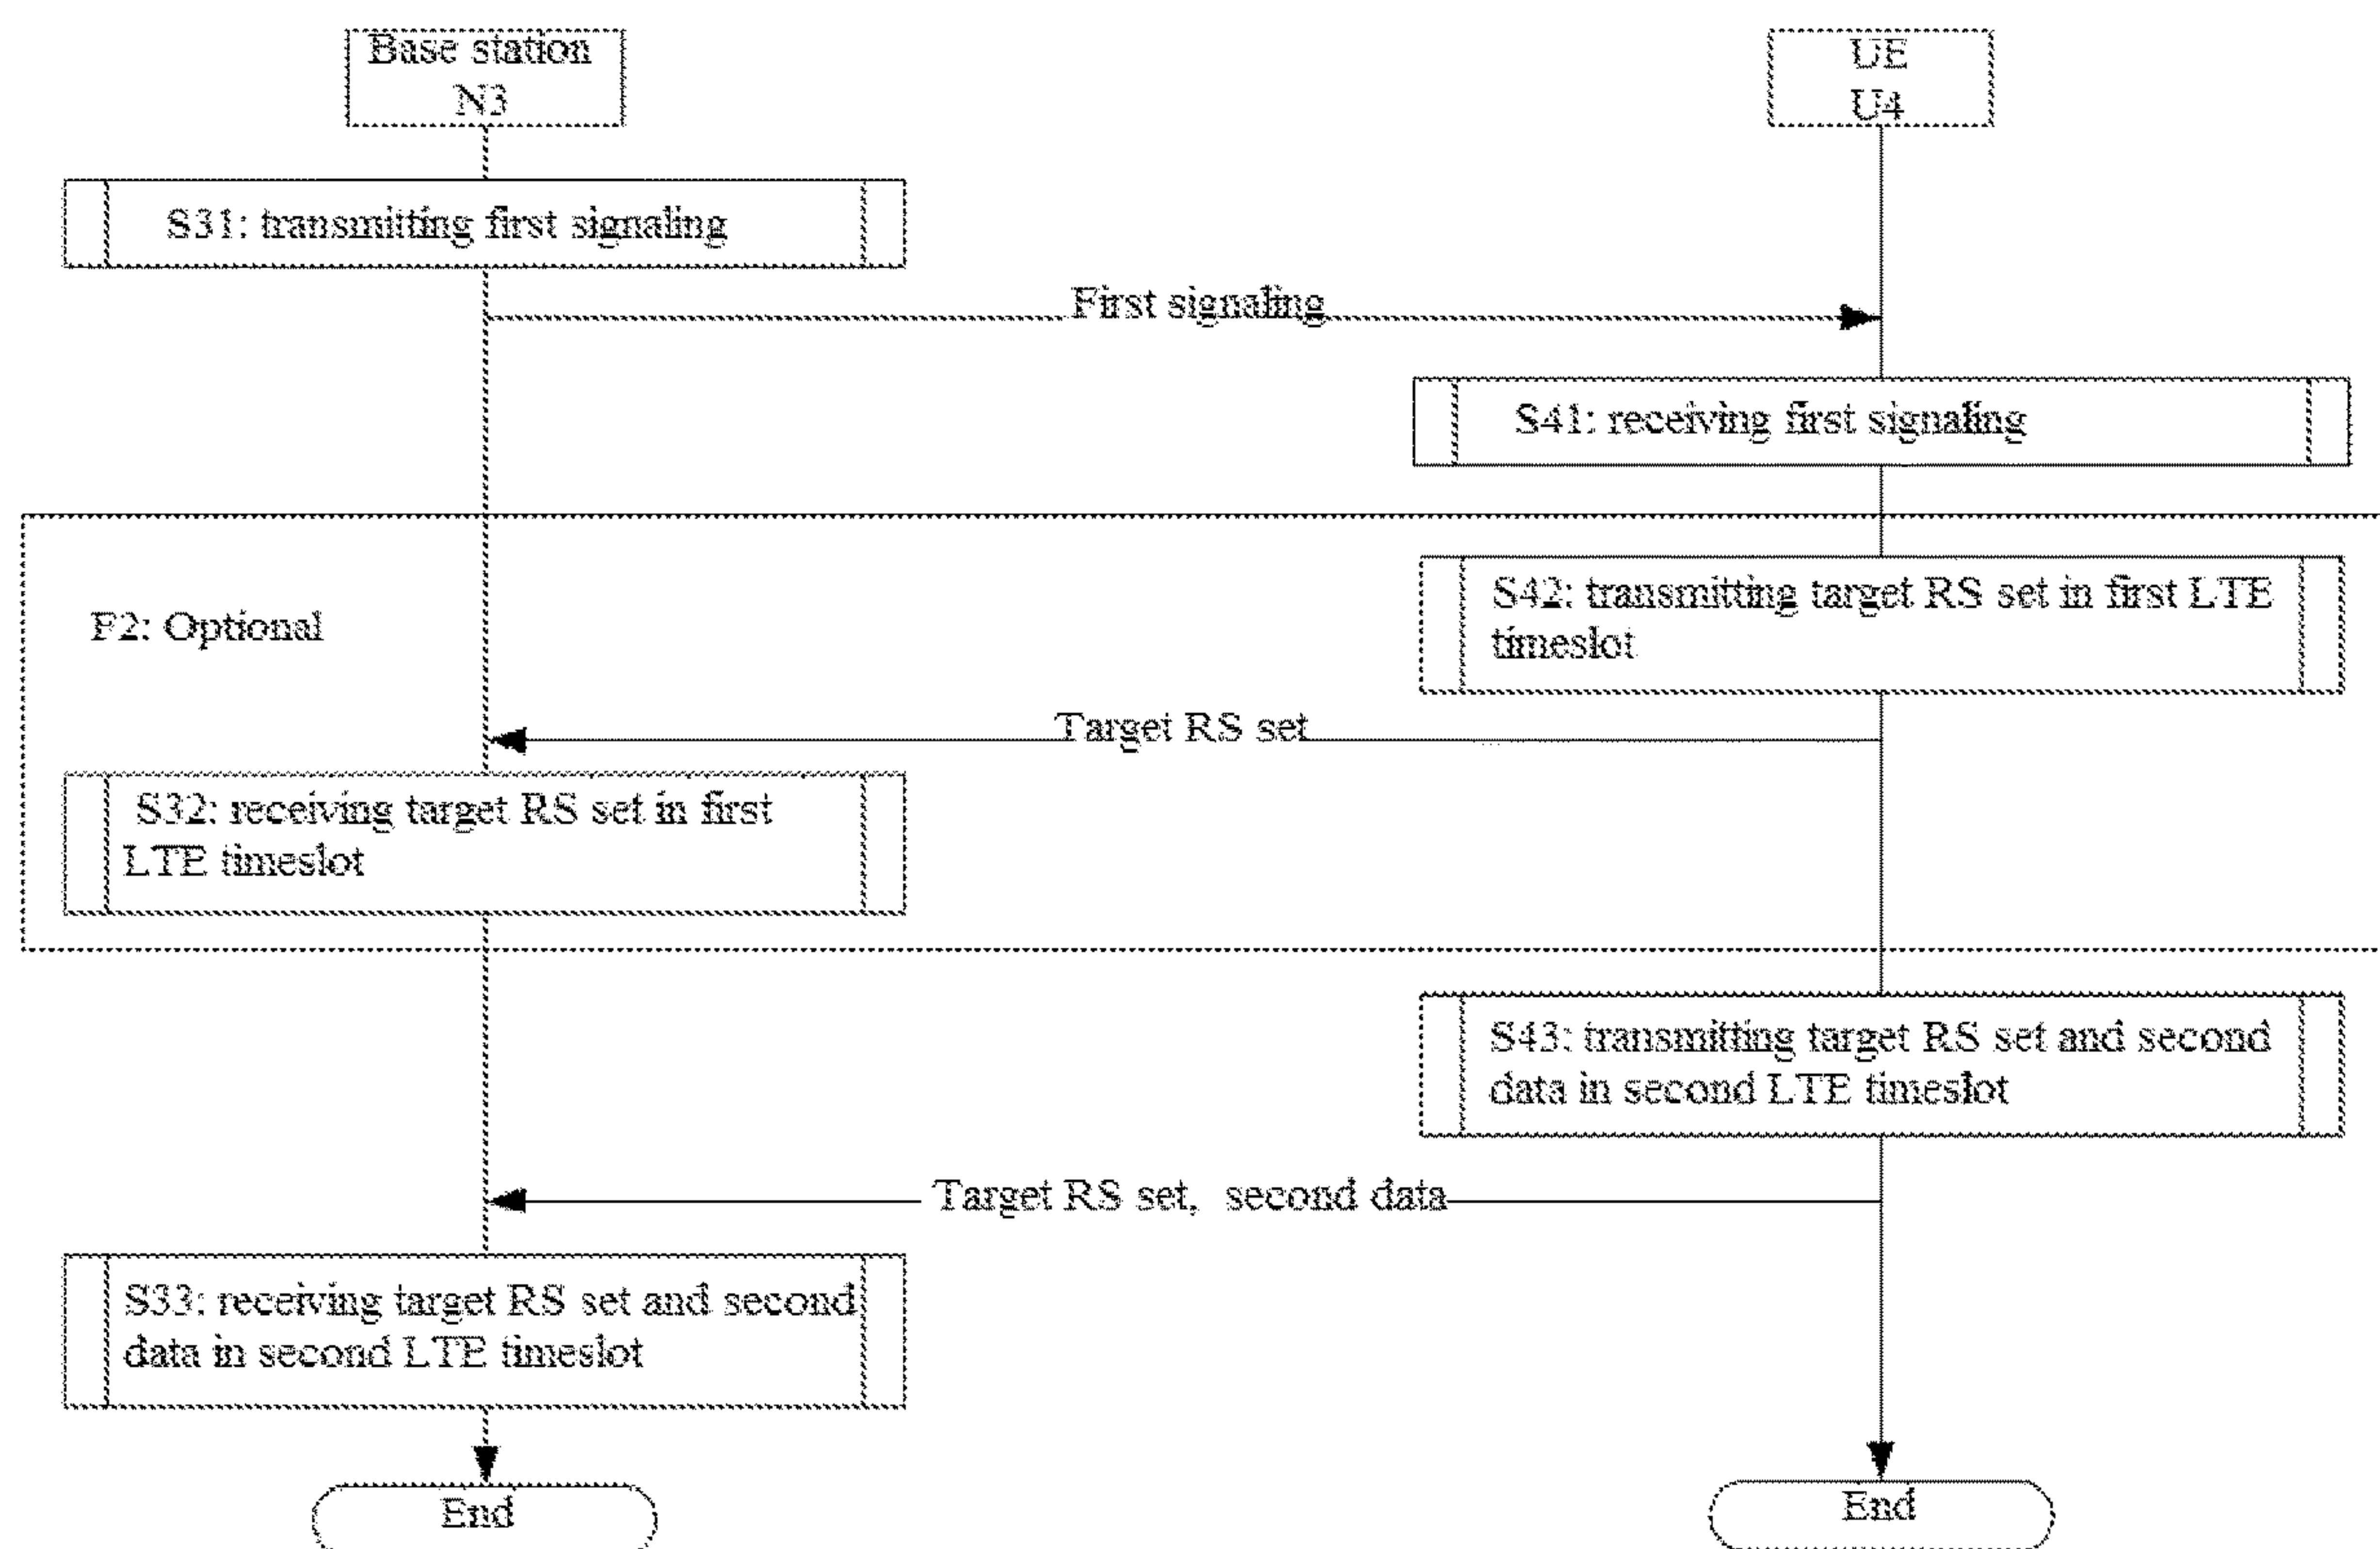 Base station
N3
UE
U4
S31: transmitting first signaling
First signaling
S41: receiving first signaling
S42: transmitting target RS set in first LTE
timeslot
F2: Optional
Target RS set
S32: receiving target RS set in first
LTE timeslot
S43: transmitting target RS set and second
data in second LTE timeslot
Target RS set, second data
S33: receiving target RS set and second
data in second LTE timeslot
End
End